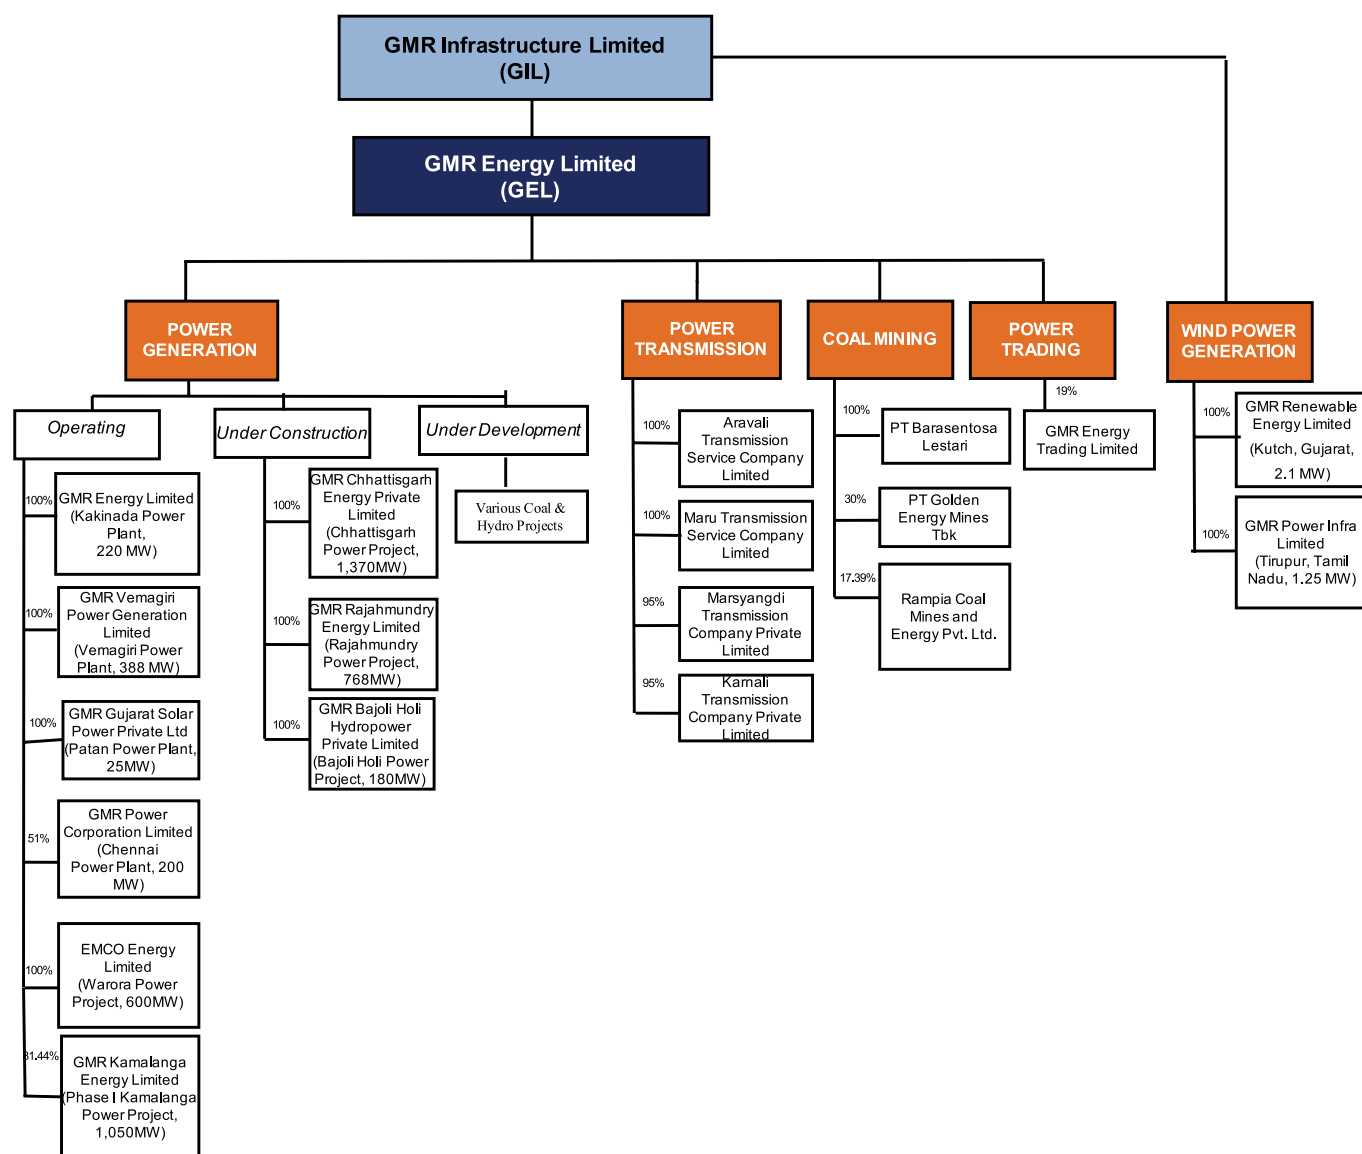 GMR Infrastructure Limited
(GIL)
GMR Energy Limited
(GEL)
POWER
GENERATION
POWER
TRANSMISSION
COAL MINING
POWER
TRADING
WIND POWER
GENERATION
Operating
Under Construction
Under Development
100%
GMR Energy Limited
(Kakinada Power
Plant,
220 MW)
100%
GMR Vemagiri
Power Generation
Limited
(Vemagiri Power
Plant, 388 MW)
100%
GMR Gujarat Solar
Power Private Ltd
(Patan Power Plant,
25MW)
51%
GMR Power
Corporation Limited
(Chennai
Power Plant, 200
MW)
100%
EMCO Energy
Limited
(Warora Power
Project, 600MW)
81.44%
GMR Kamalanga
Energy Limited
(Phase I Kamalanga
Power Project,
1,050MW)
100%
GMR Chhattisgarh
Energy Private
Limited
(Chhattisgarh
Power Project,
1,370MW)
100%
GMR Rajahmundry
Energy Limited
(Rajahmundry
Power Project,
768MW)
100%
GMR Bajoli Holi
Hydropower
Private Limited
(Bajoli Holi Power
Project, 180MW)
Various Coal &
Hydro Projects
100%
Aravali
Transmission
Service Company
Limited
100%
Maru Transmission
Service Company
Limited
95%
Marsyangdi
Transmission
Company Private
Limited
95%
Karnali
Transmission
Company Private
Limited
100%
PT Barasentosa
Lestari
30%
PT Golden
Energy Mines
Tbk
17.39%
Rampia Coal
Mines and
Energy Pvt. Ltd.
19%
GMR Energy
Trading Limited
100%
GMR Renewable
Energy Limited
(Kutch, Gujarat,
2.1 MW)
100%
GMR Power Infra
Limited
(Tirupur, Tamil
Nadu, 1.25 MW)